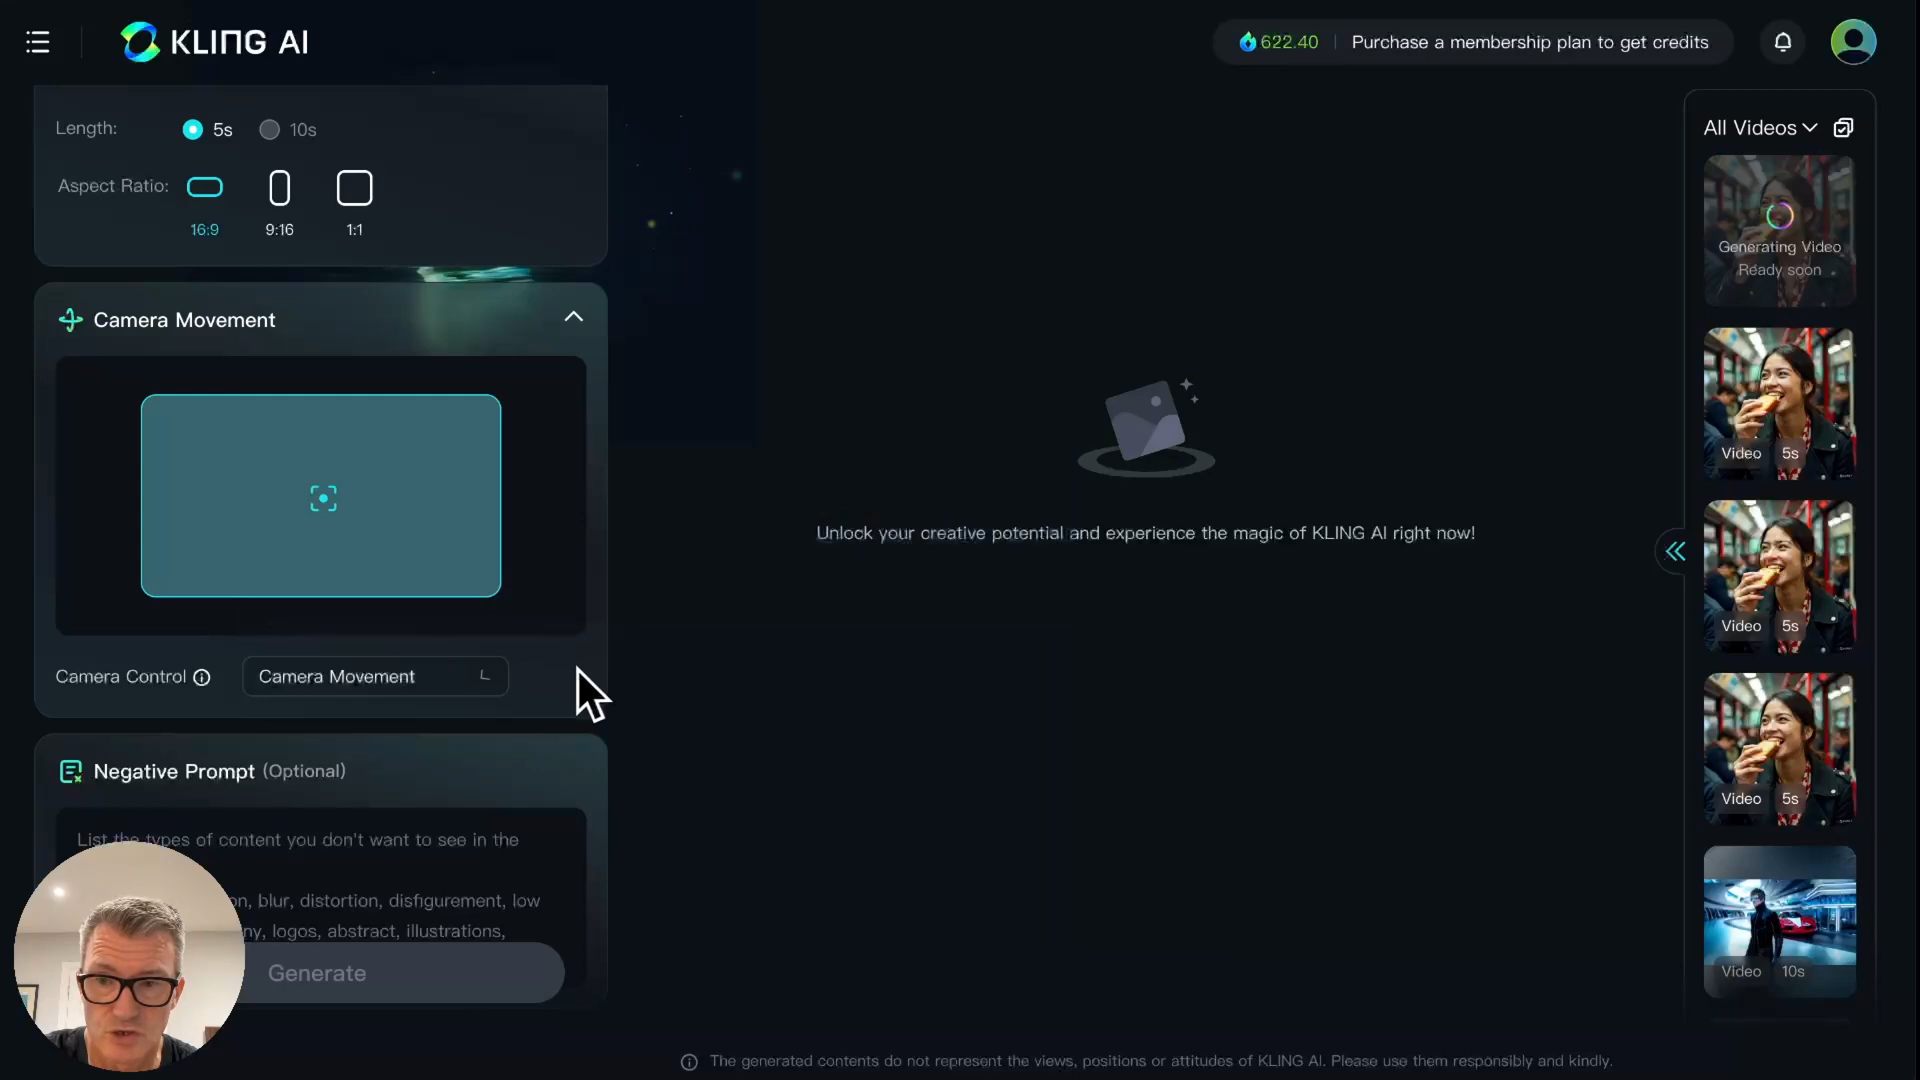 KLING AI
622.40
Purchase a membership plan to get credits
Length:
5s
10s
Aspect Ratio:
16:9
9:16
1:1
Camera Movement
Camera Control
Camera Movement
Negative Prompt (Optional)
List the types of content you don't want to see in the
on, blur, distortion, disfigurement, low
ny, logos, abstract, illustrations,
Generate
Unlock your creative potential and experience the magic of KLING AI right now!
All Videos
Generating Video
Ready soon
Video 5s
Video 5s
Video 5s
Video 10s
The generated contents do not represent the views, positions or attitudes of KLING AI. Please use them responsibly and kindly.